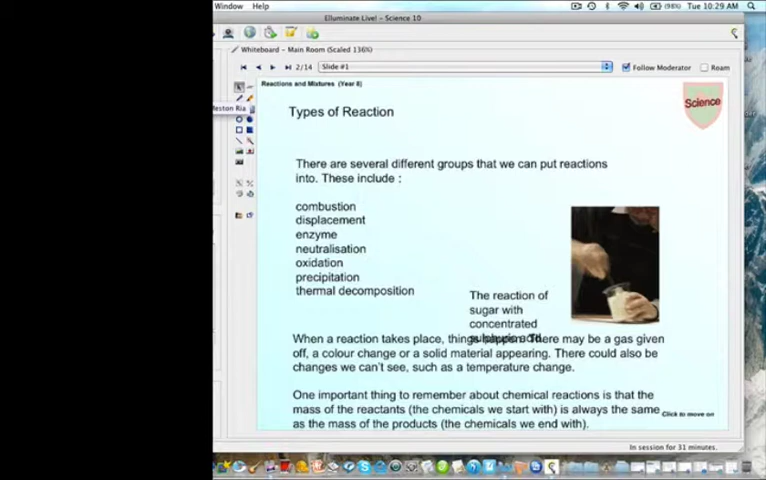 Window Help
(98%) Tue 10:29 AM
Elluminate Live! - Science 10
Whiteboard - Main Room (Scaled 136%)
2/14 Slide #1 Follow Moderator Roam
Reactions and Mixtures (Year 8)
Science
Types of Reaction
There are several different groups that we can put reactions
into. These include :
combustion
displacement
enzyme
neutralisation
oxidation
precipitation
thermal decomposition
The reaction of
sugar with
concentrated
sulphuric acid.
When a reaction takes place, things happen. There may be a gas given
off, a colour change or a solid material appearing. There could also be
changes we can't see, such as a temperature change.
One important thing to remember about chemical reactions is that the
mass of the reactants (the chemicals we start with) is always the same
as the mass of the products (the chemicals we end with).
Click to move on
In session for 31 minutes.